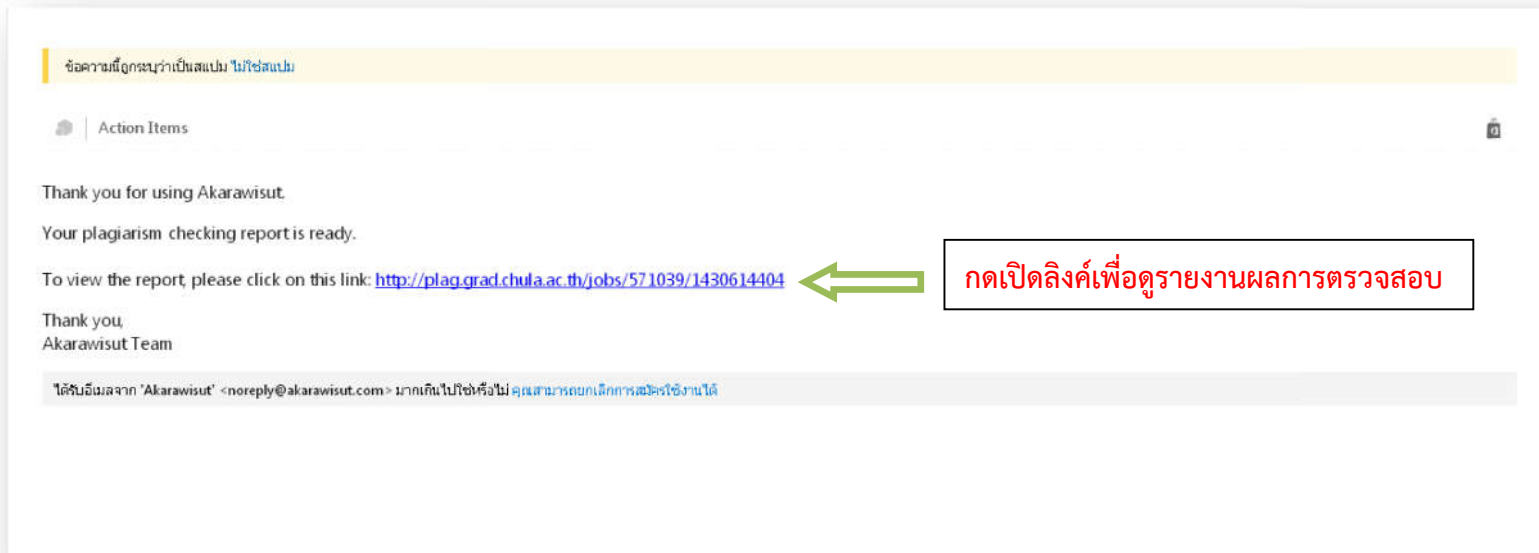 ข้อความนี้ถูกระบุว่าเป็นสแปม ไม่ใช่สแปม
Action Items
Thank you for using Akarawisut.
Your plagiarism checking report is ready.
To view the report, please click on this link: http://plag.grad.chula.ac.th/jobs/571039/1430614404
กดเปิดลิงค์เพื่อดูรายงานผลการตรวจสอบ
Thank you,
Akarawisut Team
ได้รับอีเมลจาก 'Akarawisut' <noreply@akarawisut.com> มากเกินไปใช่หรือไม่ คุณสามารถยกเลิกการสมัครใช้งานได้